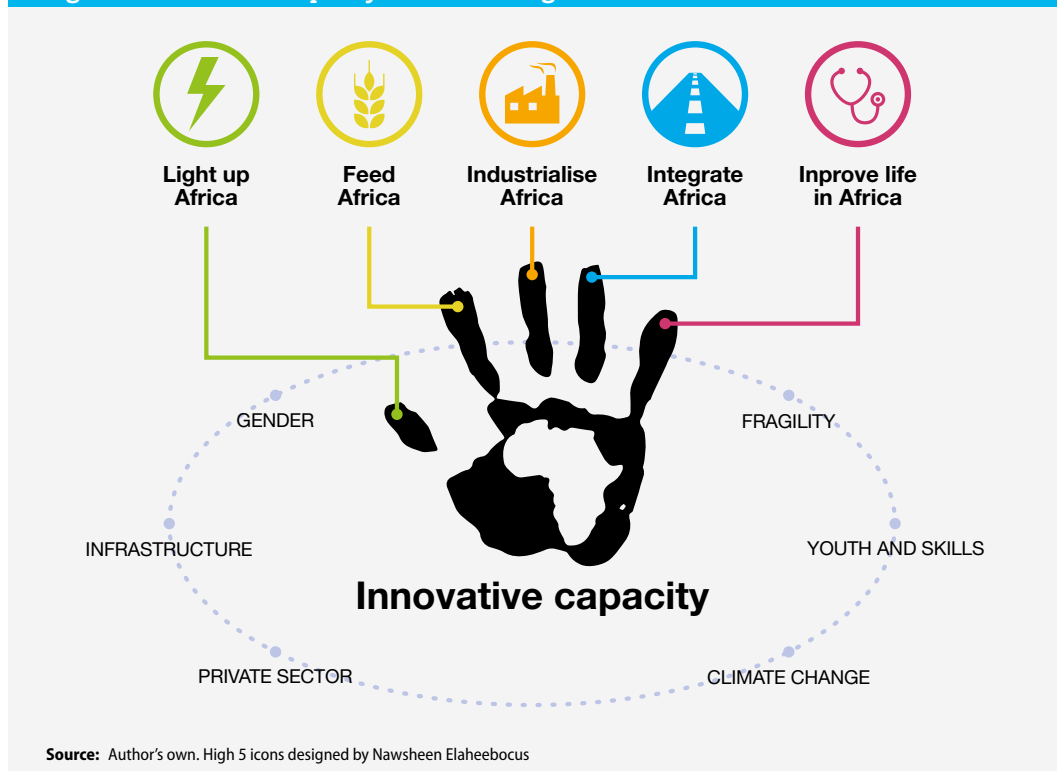 Light up
Africa
Feed
Africa
Industrialise
Africa
Integrate
Africa
Inprove life
in Africa
GENDER
FRAGILITY
INFRASTRUCTURE
YOUTH AND SKILLS
Innovative capacity
PRIVATE SECTOR
CLIMATE CHANGE
Source: Author's own. High 5 icons designed by Nawsheen Elaheebocus